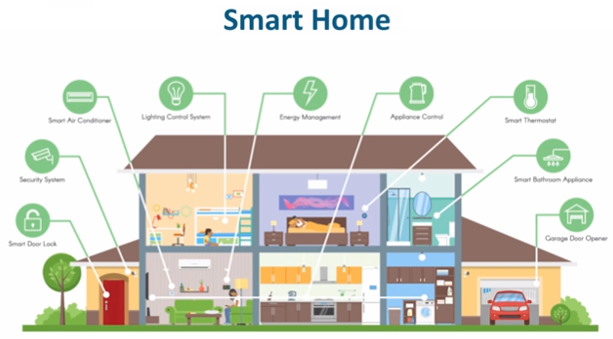 Smart Home
Smart Air Conditioner
Lighting Control System
Energy Management
Appliance Control
Smart Thermostat
Security System
Smart Bathroom Appliance
Smart Door Lock
Garage Door Opener